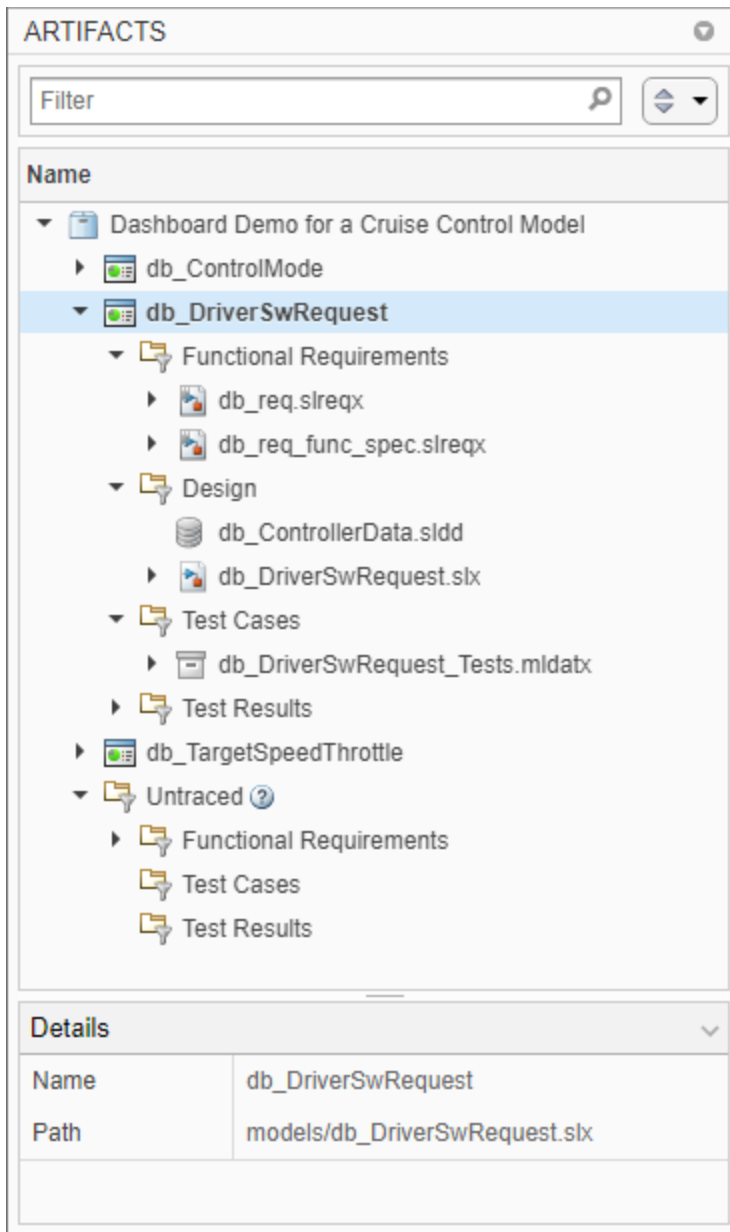 ARTIFACTS
Filter
Name
Dashboard Demo for a Cruise Control Model
db_ControlMode
db_DriverSwRequest
Functional Requirements
db_req.slreqx
db_req_func_spec.slreqx
Design
db_ControllerData.sldd
db_DriverSwRequest.slx
Test Cases
db_DriverSwRequest_Tests.mldatx
Test Results
db_TargetSpeedThrottle
Untraced ?
Functional Requirements
Test Cases
Test Results
Details
Name db_DriverSwRequest
Path models/db_DriverSwRequest.slx